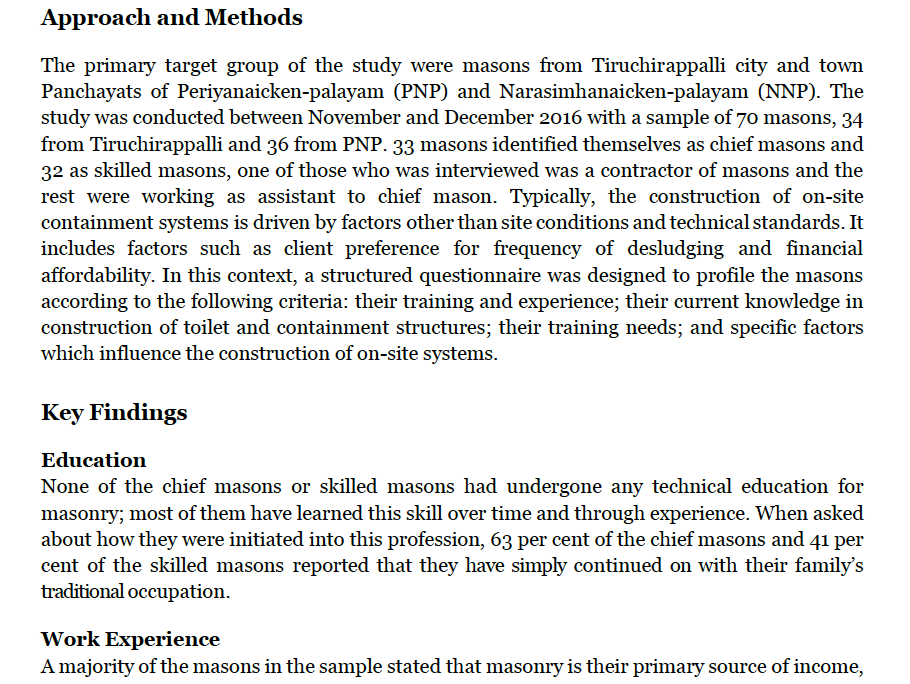 Approach and Methods
The primary target group of the study were masons from Tiruchirappalli city and town
Panchayats of Periyanaicken-palayam (PNP) and Narasimhanaicken-palayam (NNP). The
study was conducted between November and December 2016 with a sample of 70 masons, 34
from Tiruchirappalli and 36 from PNP. 33 masons identified themselves as chief masons and
32 as skilled masons, one of those who was interviewed was a contractor of masons and the
rest were working as assistant to chief mason. Typically, the construction of on-site
containment systems is driven by factors other than site conditions and technical standards. It
includes factors such as client preference for frequency of desludging and financial
affordability. In this context, a structured questionnaire was designed to profile the masons
according to the following criteria: their training and experience; their current knowledge in
construction of toilet and containment structures; their training needs; and specific factors
which influence the construction of on-site systems.
Key Findings
Education
None of the chief masons or skilled masons had undergone any technical education for
masonry; most of them have learned this skill over time and through experience. When asked
about how they were initiated into this profession, 63 per cent of the chief masons and 41 per
cent of the skilled masons reported that they have simply continued on with their family’s
traditional occupation.
Work Experience
A majority of the masons in the sample stated that masonry is their primary source of income,